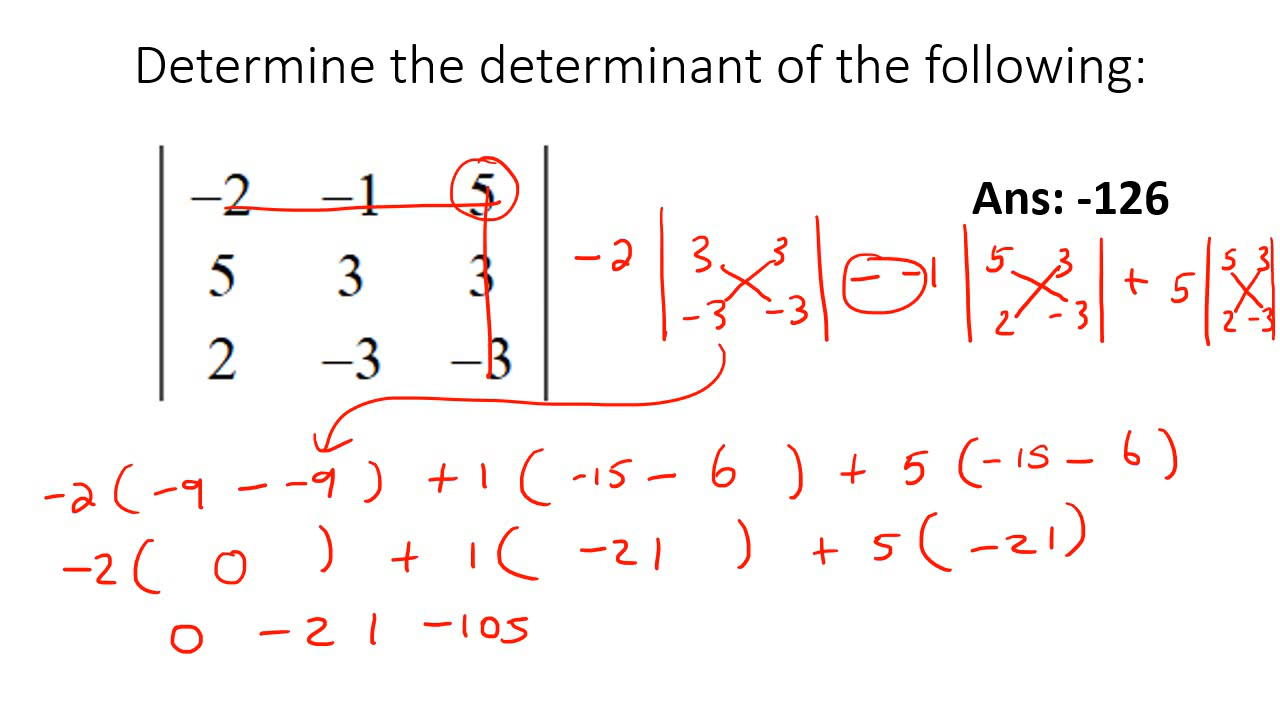 Determine the determinant of the following:
Ans: -126
-2 -1 5
5 3 3
2 -3 -3
-2 | 3 3 | - -1 | 5 3 | + 5 | 5 3 |
| -3 -3 | | 2 -3 | | 2 -3 |
-2 ( -9 - -9 ) + 1 ( -15 - 6 ) + 5 ( -15 - 6 )
-2 ( 0 ) + 1 ( -21 ) + 5 ( -21 )
0 -21 -105